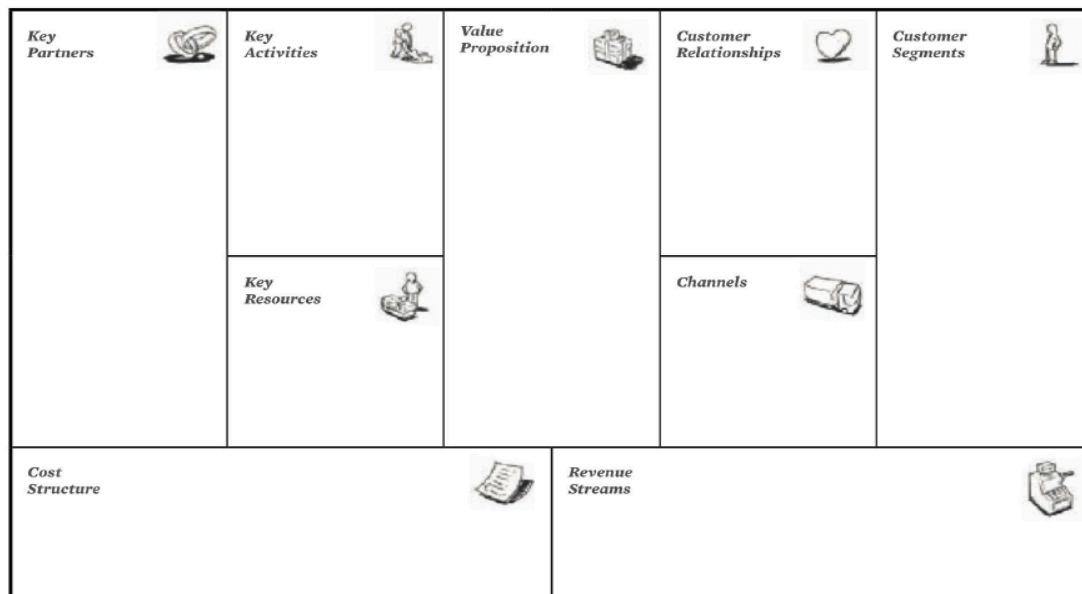 Key
Partners
Key
Activities
Value
Proposition
Customer
Relationships
Customer
Segments
Key
Resources
Channels
Cost
Structure
Revenue
Streams